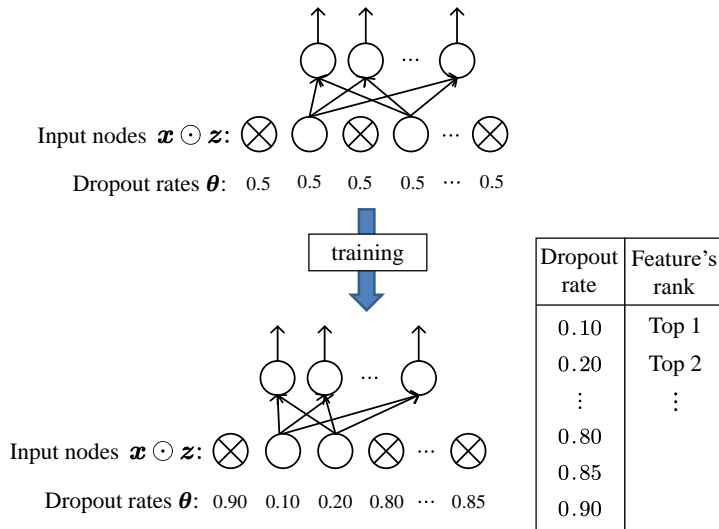 ...
Input nodes x ⊙ z: ...
Dropout rates θ: 0.5 0.5 0.5 0.5 ... 0.5
training
Dropout rate
Feature's rank
0.10 Top 1
0.20 Top 2
⋮ ⋮
0.80
0.85
0.90
...
Input nodes x ⊙ z: ...
Dropout rates θ: 0.90 0.10 0.20 0.80 ... 0.85